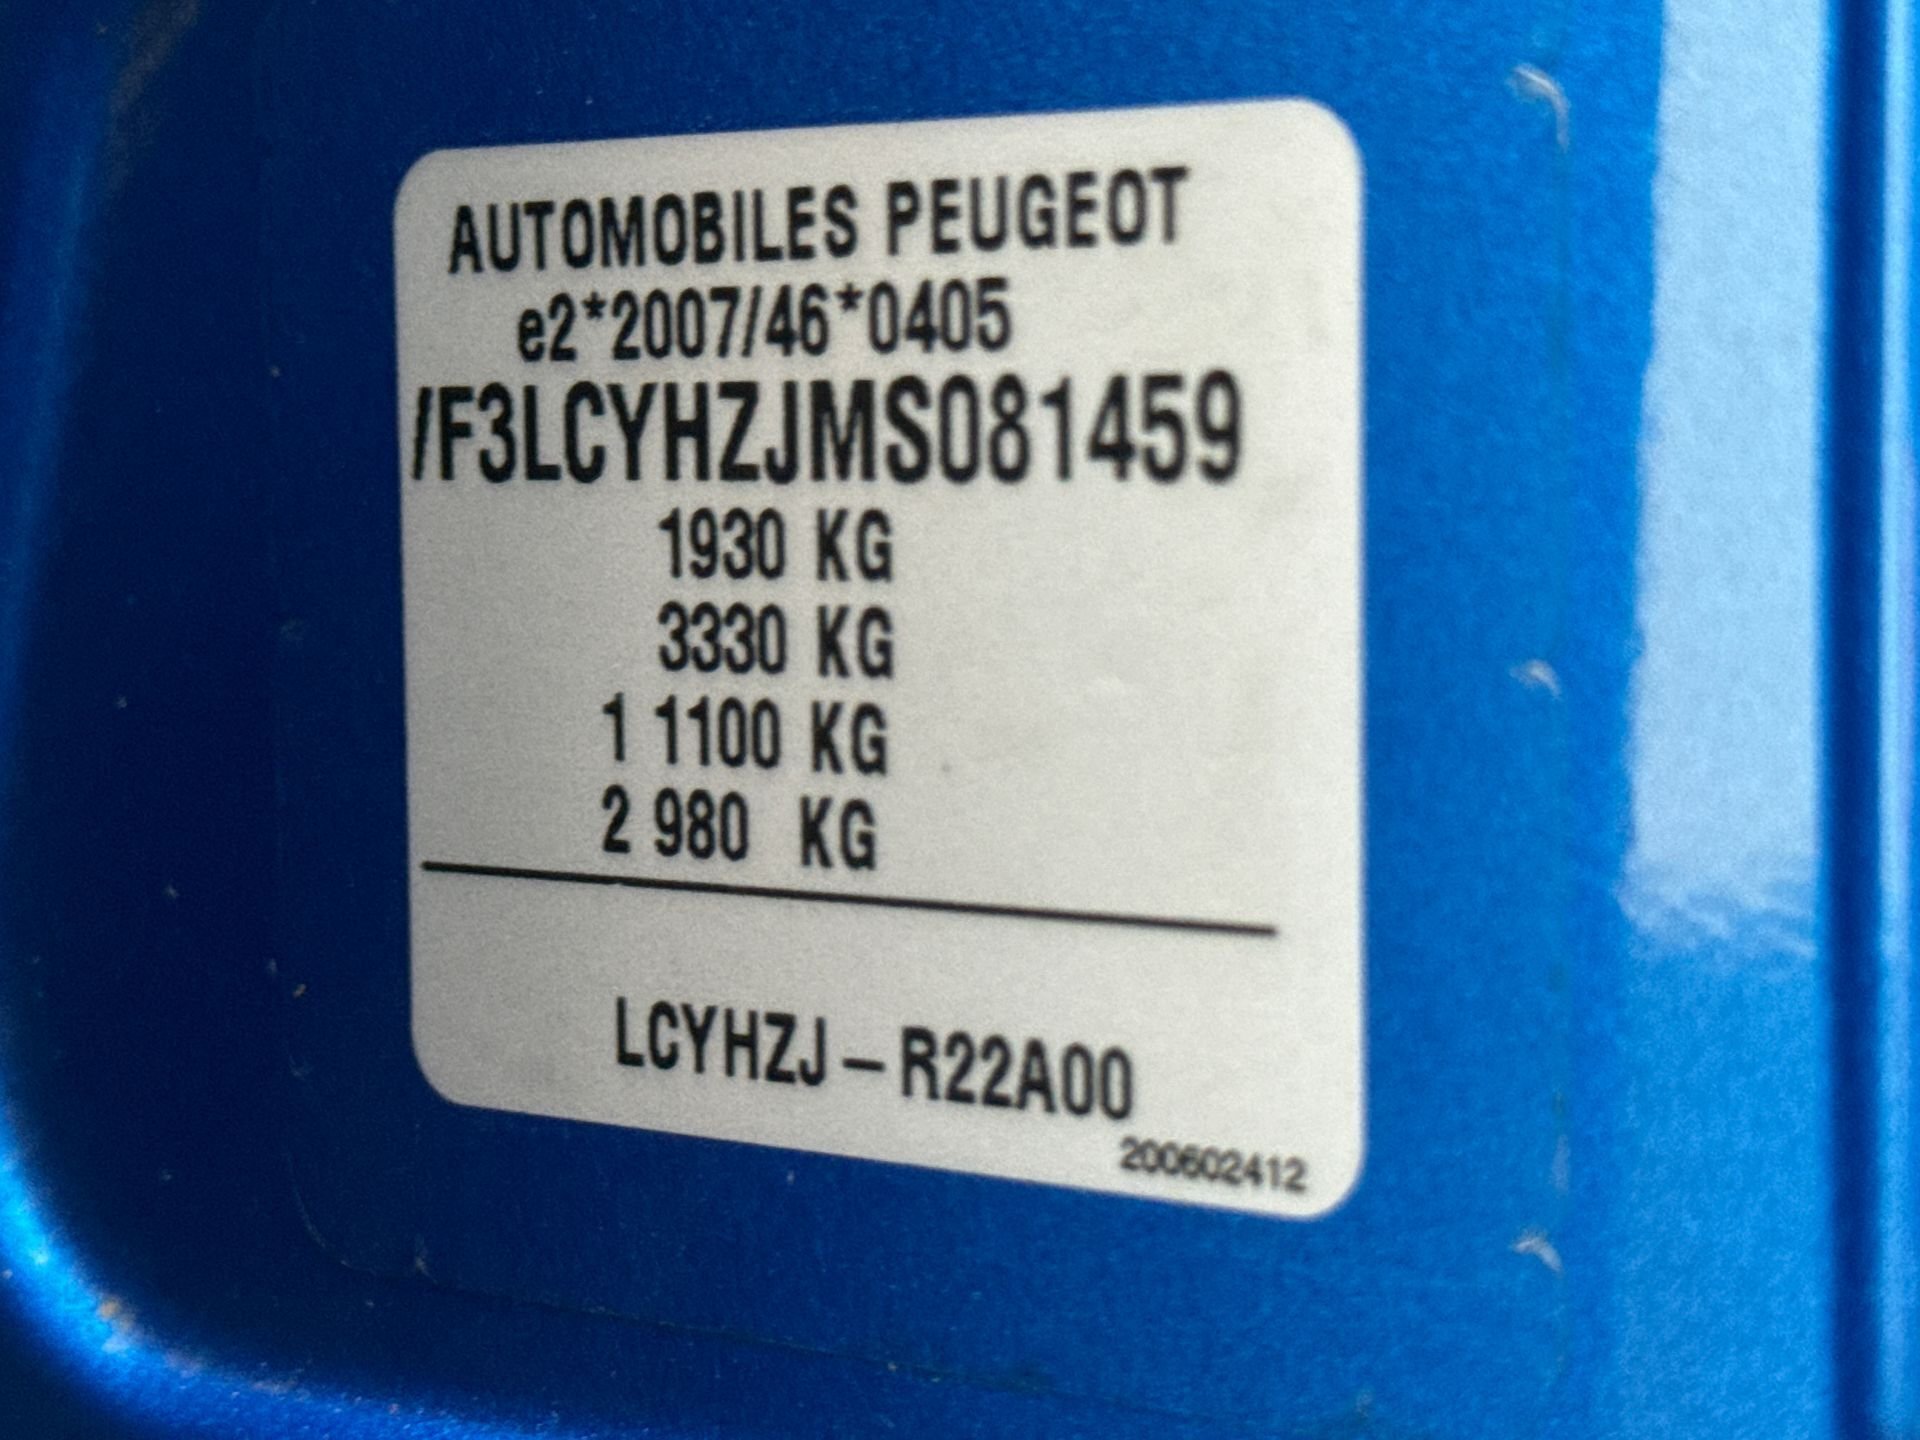 AUTOMOBILES PEUGEOT
e2*2007/46*0405
/F3LCYHZJMS081459
1930 KG
3330 KG
1 1100 KG
2 980 KG
LCYHZJ – R22A00
200602412